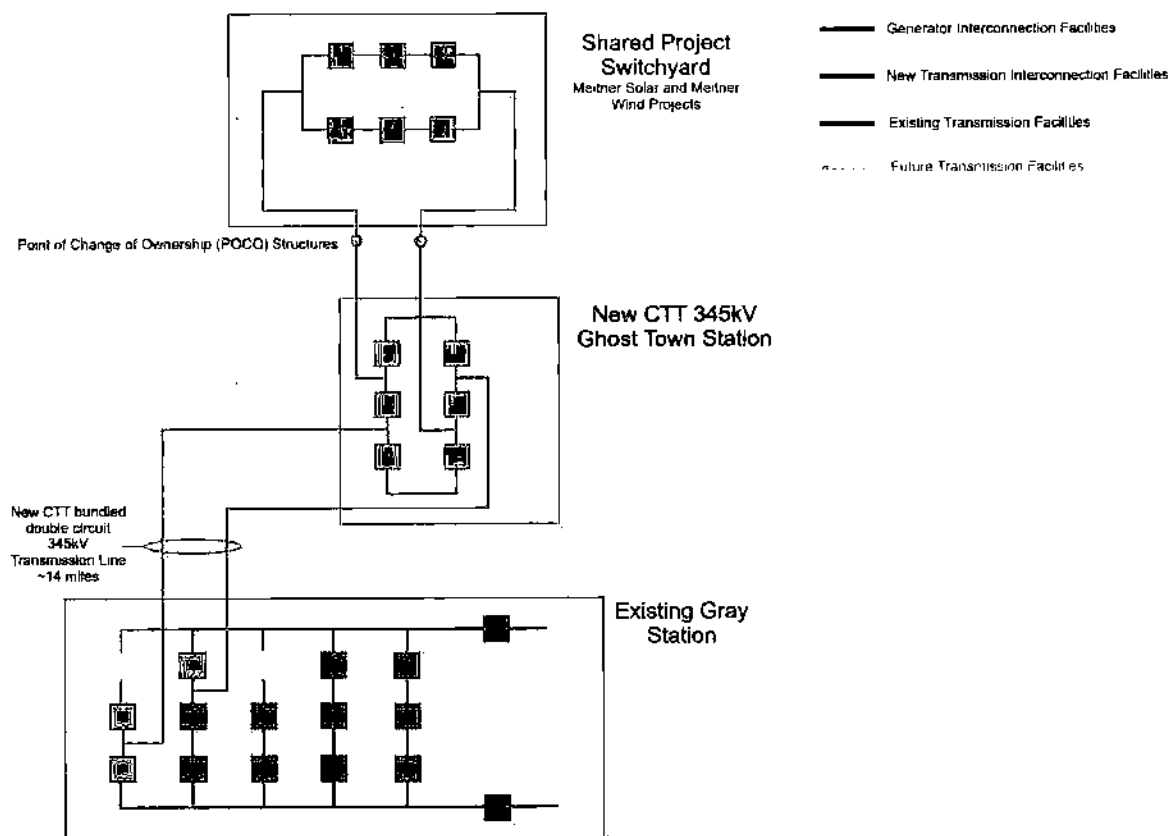 Shared Project
Switchyard
Meitner Solar and Meitner
Wind Projects
Generator Interconnection Facilities
New Transmission Interconnection Facilities
Existing Transmission Facilities
Future Transmission Facilities
Point of Change of Ownership (POCO) Structures
New CTT 345kV
Ghost Town Station
New CTT bundled
double circuit
345kV
Transmission Line
~14 miles
Existing Gray
Station